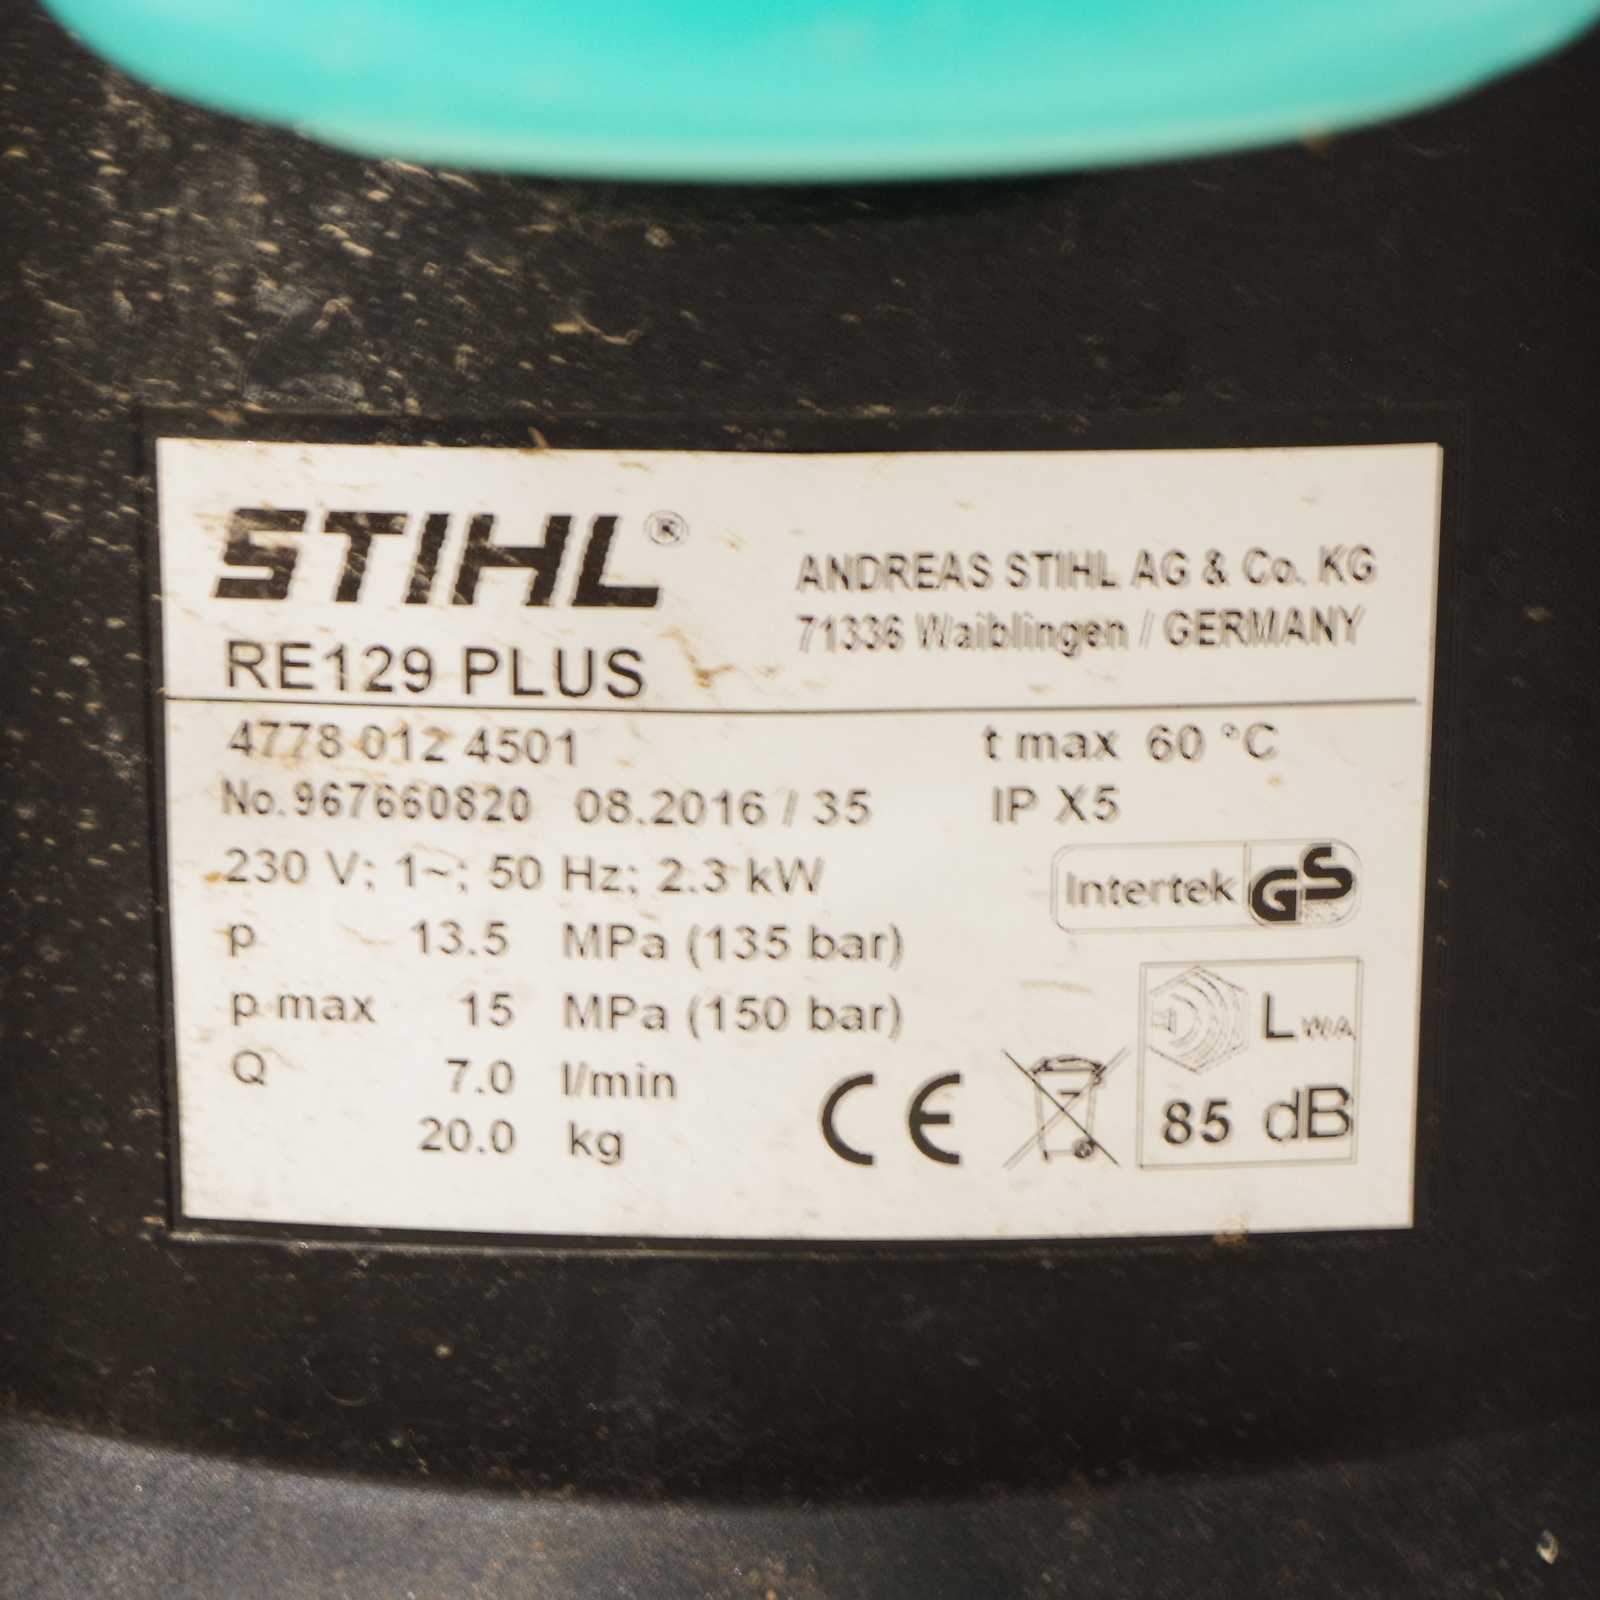 STIHL®
ANDREAS STIHL AG & Co. KG
71336 Waiblingen / GERMANY
RE129 PLUS
4778 012 4501
t max 60 °C
No.967660820 08.2016 / 35
IP X5
230 V; 1~; 50 Hz; 2.3 kW
Intertek GS
p 13.5 MPa (135 bar)
p max 15 MPa (150 bar)
LWA
Q 7.0 l/min
20.0 kg
CE
85 dB